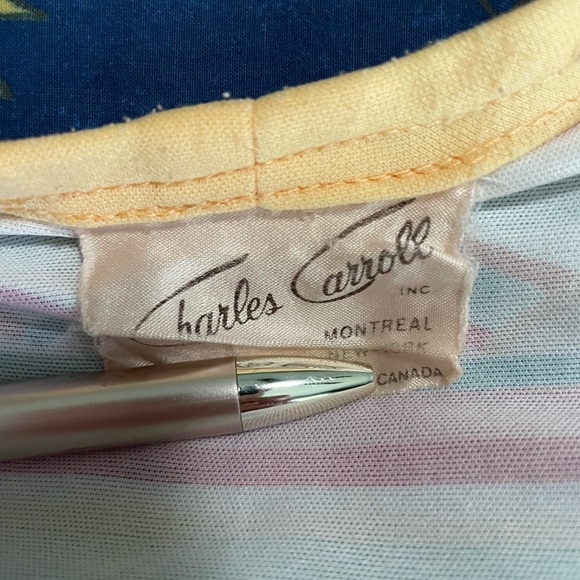 Charles Carroll
INC.
MONTREAL
NEW YORK
CANADA